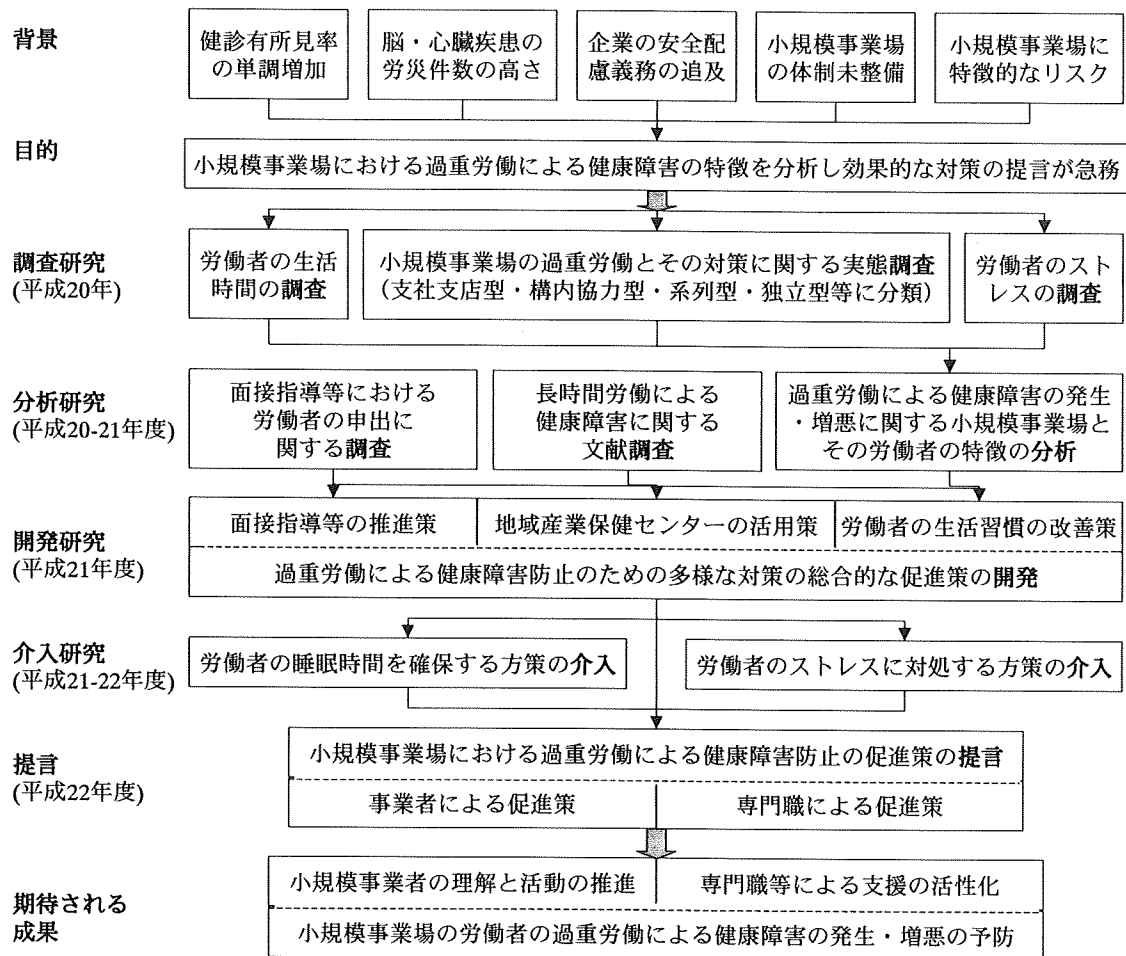 背景
健診有所見率
の単調増加
脳・心臓疾患の
労災件数の高さ
企業の安全配
慮義務の追及
小規模事業場
の体制未整備
小規模事業場に
特徴的なリスク
目的
小規模事業場における過重労働による健康障害の特徴を分析し効果的な対策の提言が急務
調査研究
(平成20年)
労働者の生活
時間の調査
小規模事業場の過重労働とその対策に関する実態調査
(支社支店型・構内協力型・系列型・独立型等に分類)
労働者のスト
レスの調査
分析研究
(平成20-21年度)
面接指導等における
労働者の申出に
関する調査
長時間労働による
健康障害に関する
文献調査
過重労働による健康障害の発生
・増悪に関する小規模事業場と
その労働者の特徴の分析
開発研究
(平成21年度)
面接指導等の推進策
地域産業保健センターの活用策
労働者の生活習慣の改善策
過重労働による健康障害防止のための多様な対策の総合的な促進策の開発
介入研究
(平成21-22年度)
労働者の睡眠時間を確保する方策の介入
労働者のストレスに対処する方策の介入
提言
(平成22年度)
小規模事業場における過重労働による健康障害防止の促進策の提言
事業者による促進策
専門職による促進策
期待される
成果
小規模事業者の理解と活動の推進
専門職等による支援の活性化
小規模事業場の労働者の過重労働による健康障害の発生・増悪の予防